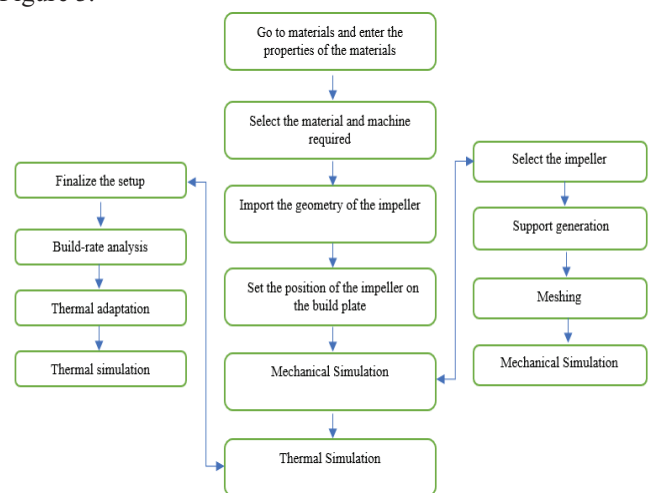 Figure 3.
Go to materials and enter the
properties of the materials
Select the material and machine
required
Import the geometry of the impeller
Set the position of the impeller on
the build plate
Mechanical Simulation
Thermal Simulation
Finalize the setup
Build-rate analysis
Thermal adaptation
Thermal simulation
Select the impeller
Support generation
Meshing
Mechanical Simulation